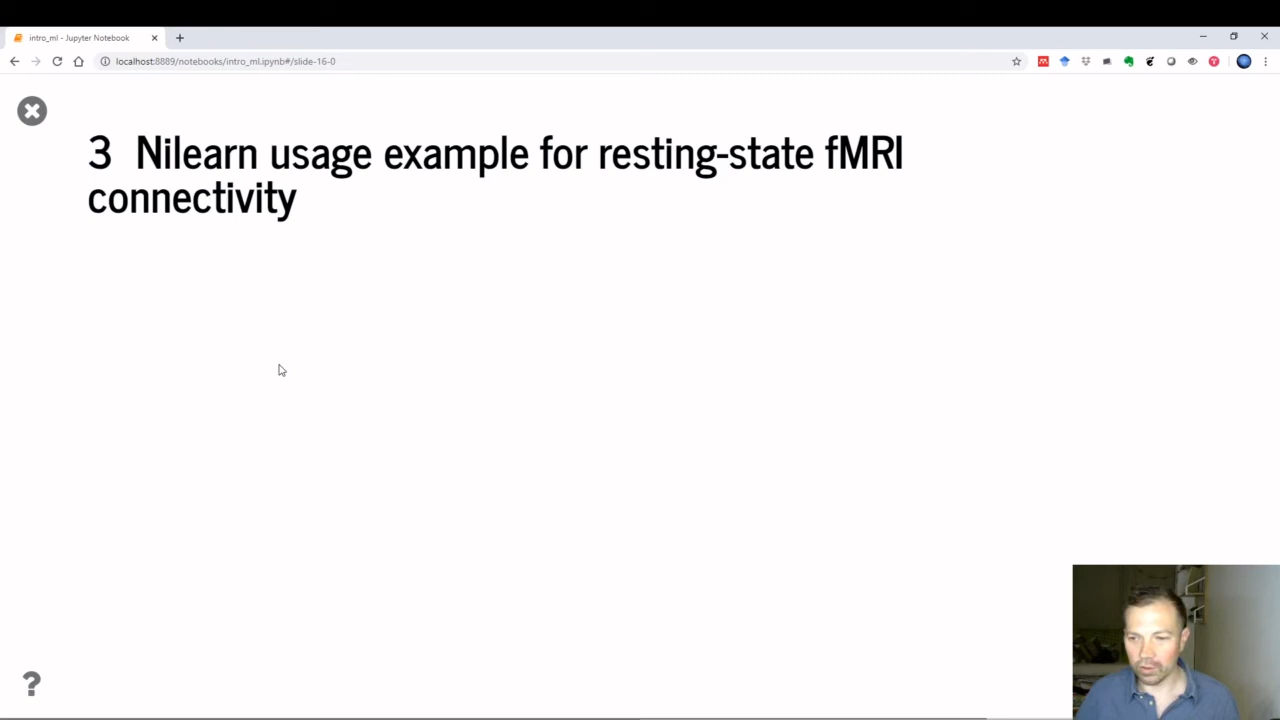 intro_ml - Jupyter Notebook
localhost:8889/notebooks/intro_ml.ipynb#/slide-16-0
3 Nilearn usage example for resting-state fMRI
connectivity
?